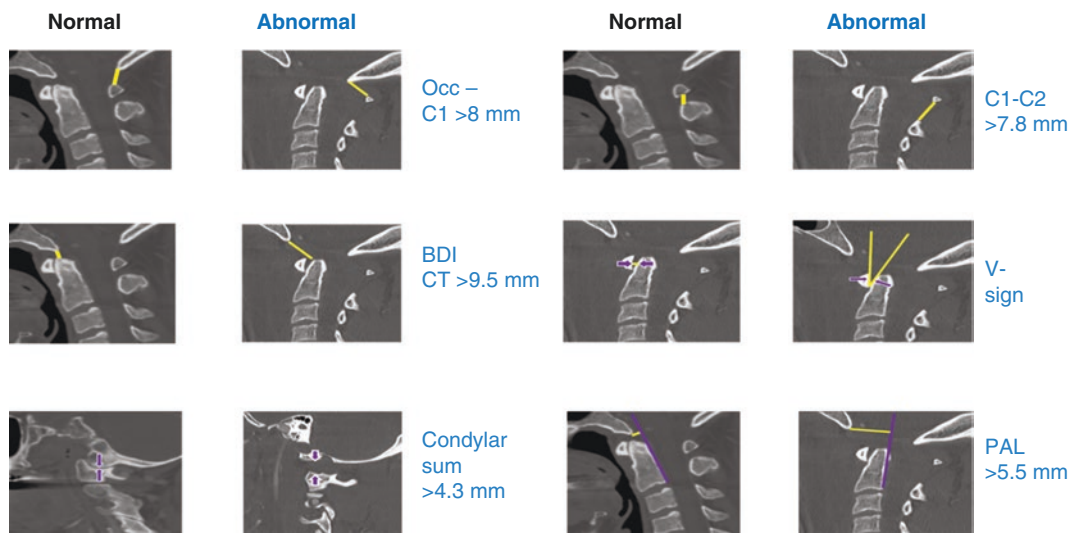 Normal
Abnormal
Normal
Abnormal
Occ –
C1 >8 mm
C1-C2
>7.8 mm
BDI
CT >9.5 mm
V-
sign
Condylar
sum
>4.3 mm
PAL
>5.5 mm